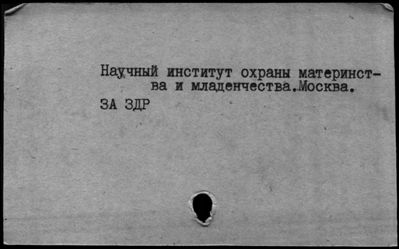 Научный институт охраны материнст-
ва и младенчества.Москва.
ЗА ЗДР